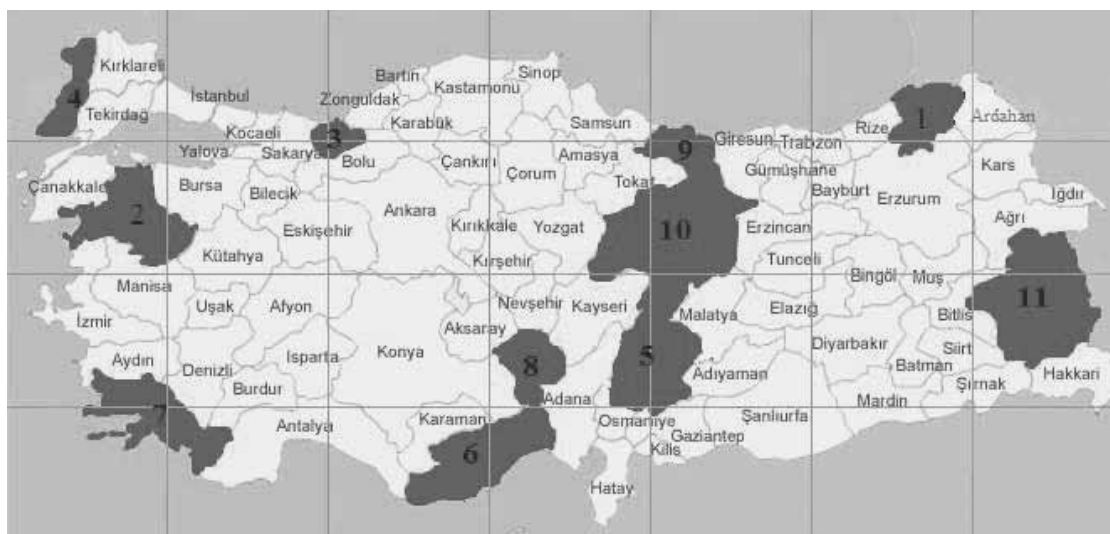 Kırklareli
4
Tekirdağ
İstanbul
Kocaeli
Yalova
Sakarya
3
Zonguldak
Bartın
Karabük
Kastamonu
Sinop
Samsun
Bolu
Çankırı
Çorum
Amasya
Tokat
9
Giresun
Trabzon
Rize
1
Ardahan
Gümüşhane
Bayburt
Kars
Iğdır
Erzurum
Ağrı
Çanakkale
2
Bursa
Bilecik
Eskişehir
Ankara
Kırıkkale
Yozgat
10
Erzincan
Kütahya
Kırşehir
Tunceli
Bingöl
Muş
Manisa
Uşak
Afyon
Nevşehir
Kayseri
Malatya
Elazığ
Bitlis
11
İzmir
Aydın
Denizli
Isparta
Konya
Aksaray
8
5
Diyarbakır
Siirt
Batman
Adıyaman
Şırnak
Hakkari
Burdur
Adana
Mardin
7
Antalya
Karaman
6
Osmaniye
Gaziantep
Şanlıurfa
Kilis
Hatay